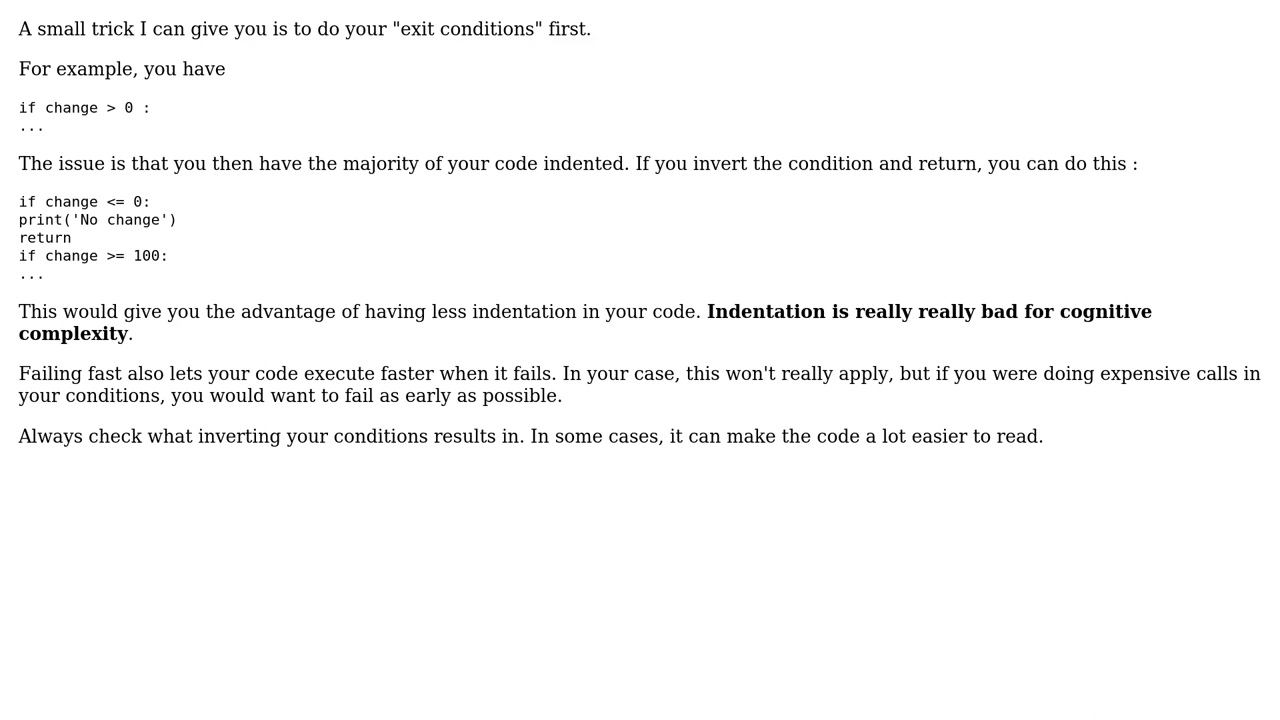 A small trick I can give you is to do your "exit conditions" first.
For example, you have
if change > 0 :
...
The issue is that you then have the majority of your code indented. If you invert the condition and return, you can do this :
if change <= 0:
print('No change')
return
if change >= 100:
...
This would give you the advantage of having less indentation in your code. Indentation is really really bad for cognitive
complexity.
Failing fast also lets your code execute faster when it fails. In your case, this won't really apply, but if you were doing expensive calls in
your conditions, you would want to fail as early as possible.
Always check what inverting your conditions results in. In some cases, it can make the code a lot easier to read.